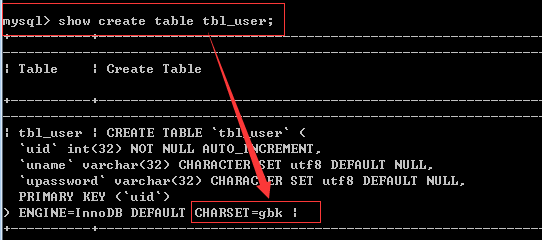 mysql> show create table tbl_user;
| Table | Create Table
| tbl_user | CREATE TABLE `tbl_user` (
`uid` int(32) NOT NULL AUTO_INCREMENT,
`uname` varchar(32) CHARACTER SET utf8 DEFAULT NULL,
`upassword` varchar(32) CHARACTER SET utf8 DEFAULT NULL,
PRIMARY KEY (`uid`)
) ENGINE=InnoDB DEFAULT CHARSET=gbk |